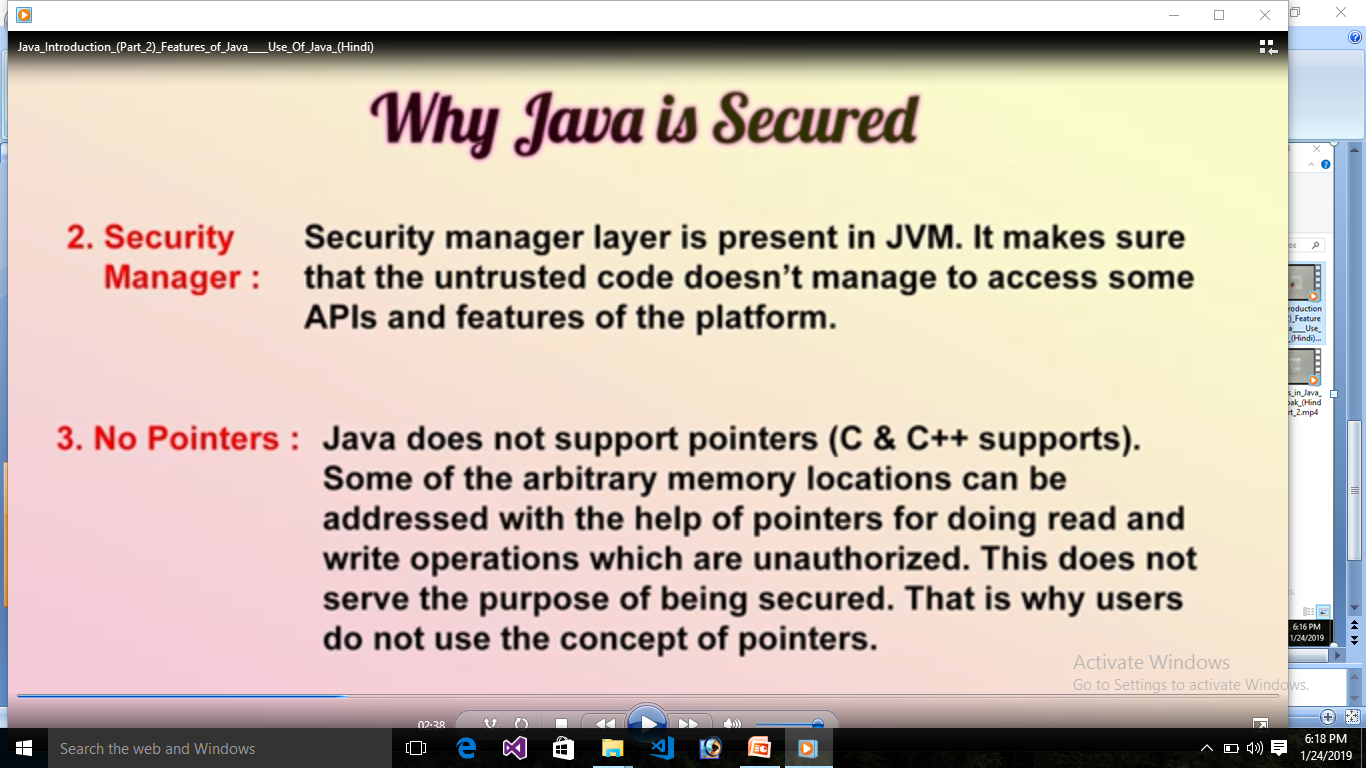 Java_Introduction_(Part_2)_Features_of_Java____Use_Of_Java_(Hindi)
Why Java is Secured
2. Security Manager :
Security manager layer is present in JVM. It makes sure
that the untrusted code doesn't manage to access some
APIs and features of the platform.
3. No Pointers :
Java does not support pointers (C & C++ supports).
Some of the arbitrary memory locations can be
addressed with the help of pointers for doing read and
write operations which are unauthorized. This does not
serve the purpose of being secured. That is why users
do not use the concept of pointers.
Activate Windows
Go to Settings to activate Windows.
02:38
6:16 PM
1/24/2019
Search the web and Windows
6:18 PM
1/24/2019